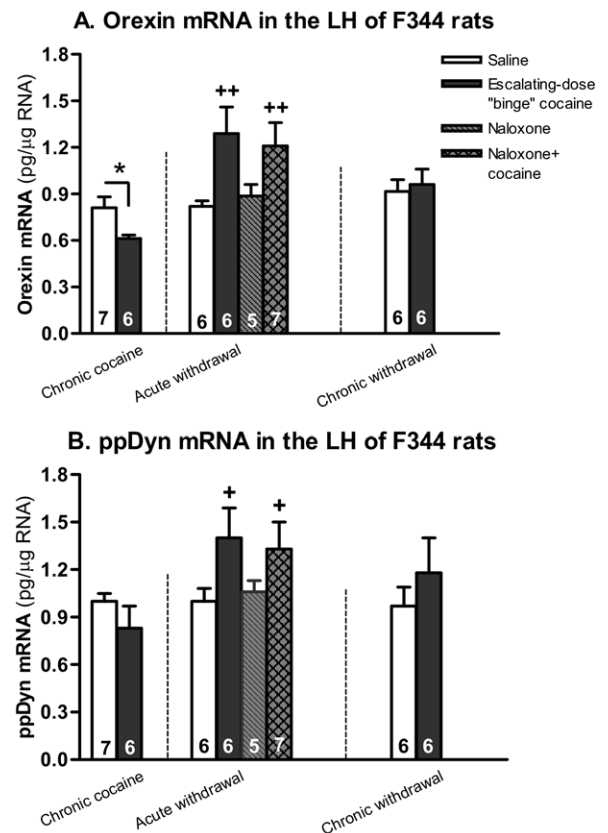 A. Orexin mRNA in the LH of F344 rats
Saline
Escalating-dose
"binge" cocaine
Naloxone
Naloxone+
cocaine
Orexin mRNA (pg/µg RNA)
1.8
1.5
1.2
0.9
0.6
0.3
0.0
*
++
++
7
6
6
6
5
7
6
6
Chronic cocaine
Acute withdrawal
Chronic withdrawal
B. ppDyn mRNA in the LH of F344 rats
ppDyn mRNA (pg/µg RNA)
1.8
1.5
1.2
0.9
0.6
0.3
0.0
+
+
7
6
6
6
5
7
6
6
Chronic cocaine
Acute withdrawal
Chronic withdrawal